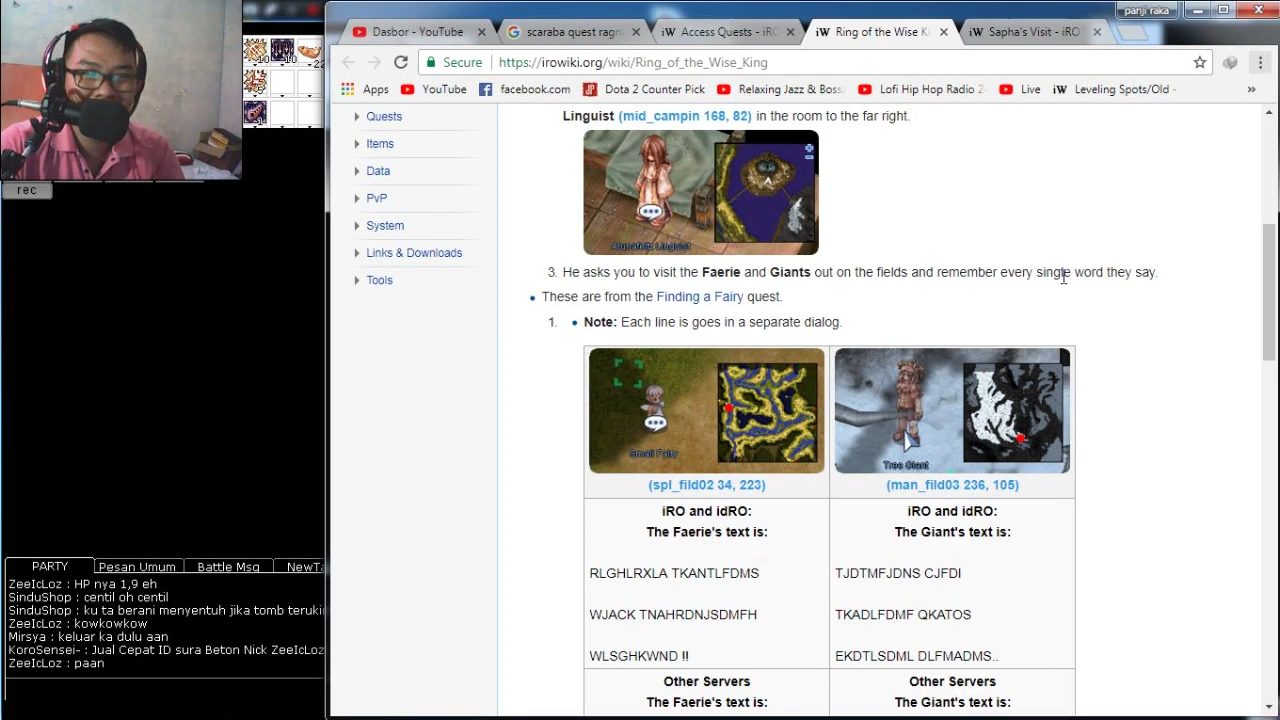 panji raka
Dasbor - YouTube
scaraba quest ragn
iW Access Quests - iRO
iW Ring of the Wise K
iW Sapha's Visit - iRO
Secure
https://irowiki.org/wiki/Ring_of_the_Wise_King
Apps
YouTube
facebook.com
Dota 2 Counter Pick
Relaxing Jazz & Boss
Lofi Hip Hop Radio 2
Live
iW Leveling Spots/Old -
»
rec
Quests
Items
Data
PvP
System
Links & Downloads
Tools
Linguist (mid_campin 168, 82) in the room to the far right.
Arunafeltz Linguist
3. He asks you to visit the Faerie and Giants out on the fields and remember every single word they say.
These are from the Finding a Fairy quest.
1. • Note: Each line is goes in a separate dialog.
Small Fairy
Tree Giant
(spl_fild02 34, 223)
(man_fild03 236, 105)
iRO and idRO:
The Faerie's text is:
RLGHLRXLA TKANTLFDMS
WJACK TNAHRDNJSDMFH
WLSGHKWND !!
iRO and idRO:
The Giant's text is:
TJDTMFJDNS CJFDI
TKADLFDMF QKATOS
EKDTLSDML DLFMADMS..
Other Servers
The Faerie's text is:
Other Servers
The Giant's text is:
PARTY
Pesan Umum
Battle Msg
NewTa
ZeeIcLoz : HP nya 1,9 eh
SinduShop : centil oh centil
SinduShop : ku ta berani menyentuh jika tomb terukir
ZeeIcLoz : kowkowkow
Mirsya : keluar ka dulu aan
KoroSensei- : Jual Cepat ID sura Beton Nick ZeeIcLoz
ZeeIcLoz : paan